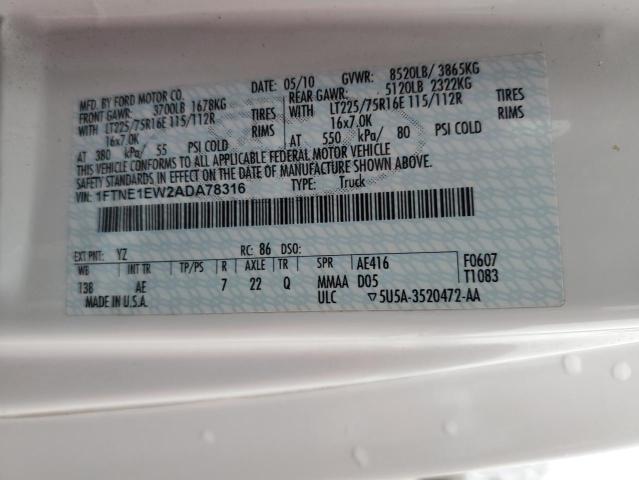 MFD. BY FORD MOTOR CO.
DATE: 05/10 GVWR: 8520LB/ 3865KG
FRONT GAWR: 3700LB 1678KG
REAR GAWR: 5120LB 2322KG
WITH LT225/75R16E 115/112R TIRES
WITH LT225/75R16E 115/112R TIRES
16x7.0K RIMS
16x7.0K RIMS
AT 380 kPa/ 55 PSI COLD
AT 550 kPa/ 80 PSI COLD
THIS VEHICLE CONFORMS TO ALL APPLICABLE FEDERAL MOTOR VEHICLE
SAFETY STANDARDS IN EFFECT ON THE DATE OF MANUFACTURE SHOWN ABOVE.
VIN: 1FTNE1EW2ADA78316 TYPE: Truck
EXT PNT: YZ RC: 86 DSO:
WB INT TR TP/PS R AXLE TR SPR AE416 F0607
138 AE 7 22 Q MMAA D05 T1083
MADE IN U.S.A. ULC ▽5U5A-3520472-AA